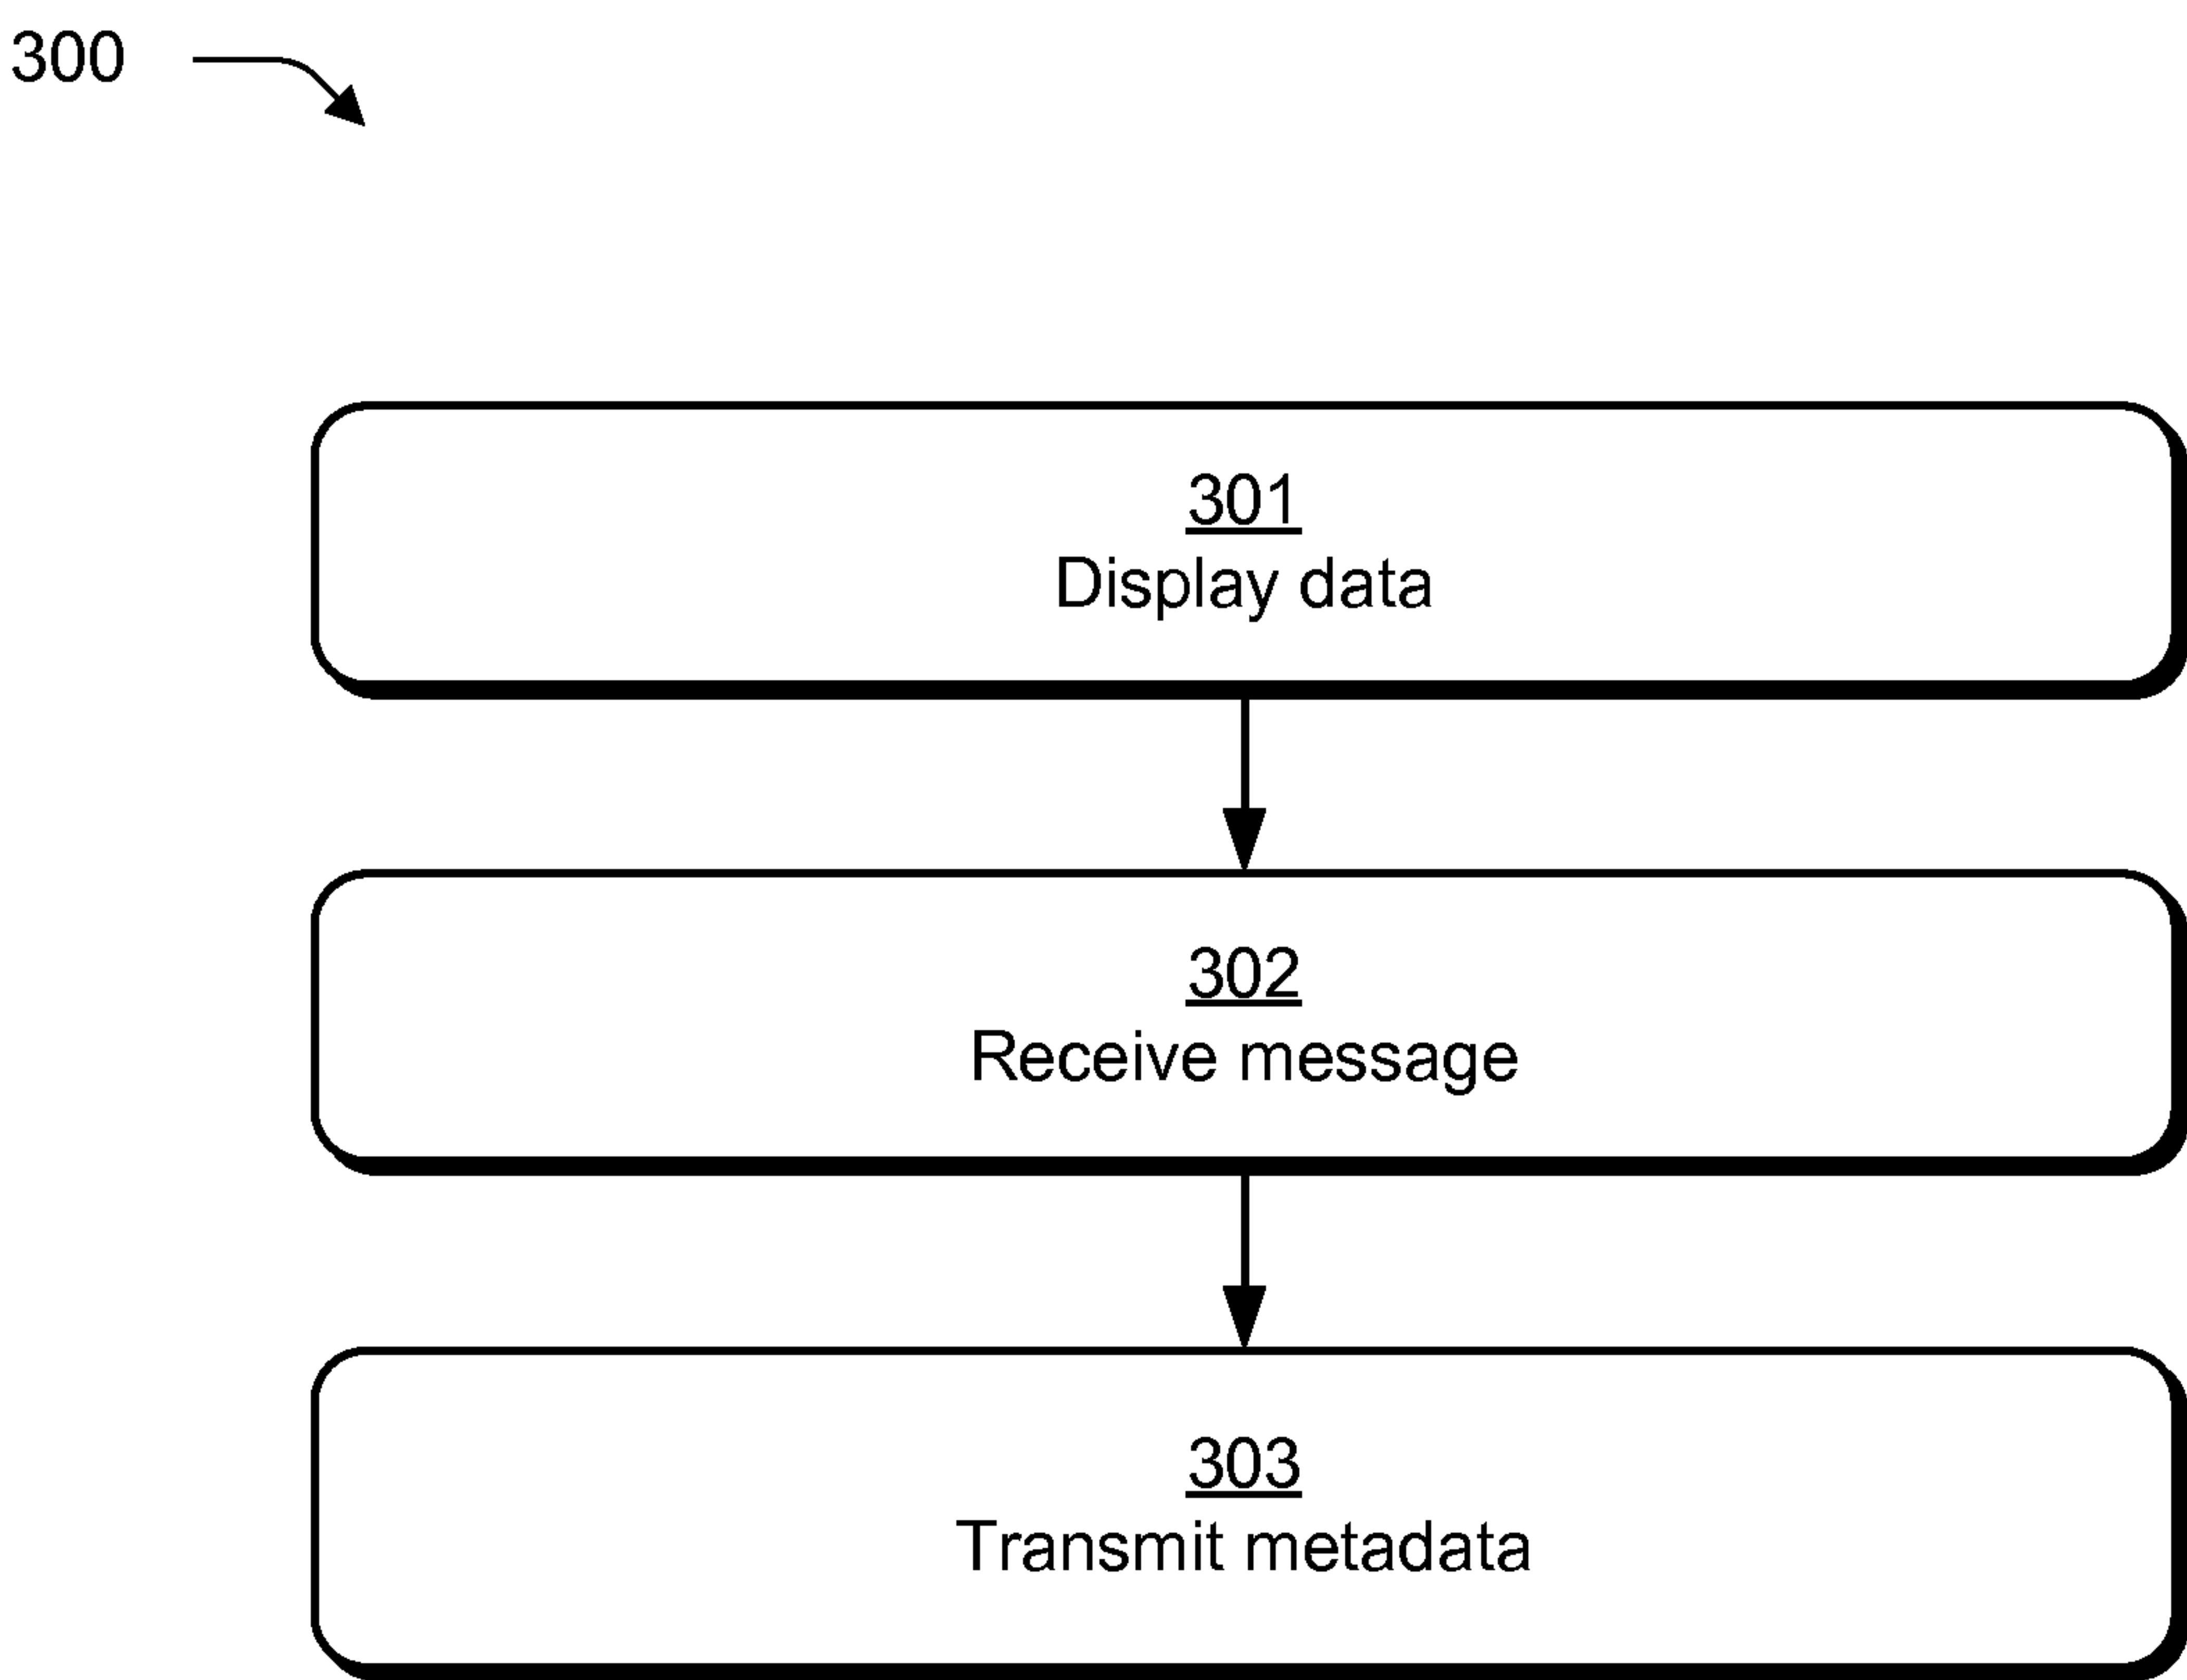 300
301
Display data
302
Receive message
303
Transmit metadata